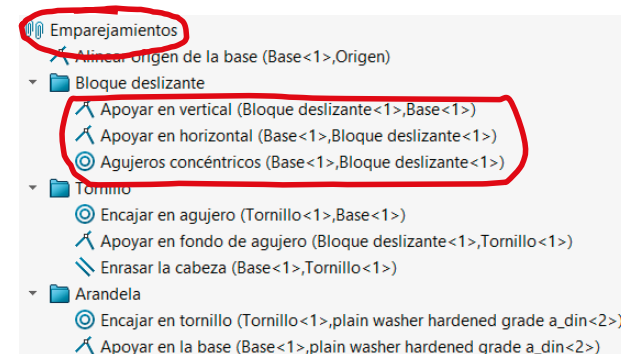 Emparejamientos
Alinear origen de la base (Base<1>,Origen)
Bloque deslizante
Apoyar en vertical (Bloque deslizante<1>,Base<1>)
Apoyar en horizontal (Base<1>,Bloque deslizante<1>)
Agujeros concéntricos (Base<1>,Bloque deslizante<1>)
Tornillo
Encajar en agujero (Tornillo<1>,Base<1>)
Apoyar en fondo de agujero (Bloque deslizante<1>,Tornillo<1>)
Enrasar la cabeza (Base<1>,Tornillo<1>)
Arandela
Encajar en tornillo (Tornillo<1>,plain washer hardened grade a_din<2>)
Apoyar en la base (Base<1>,plain washer hardened grade a_din<2>)